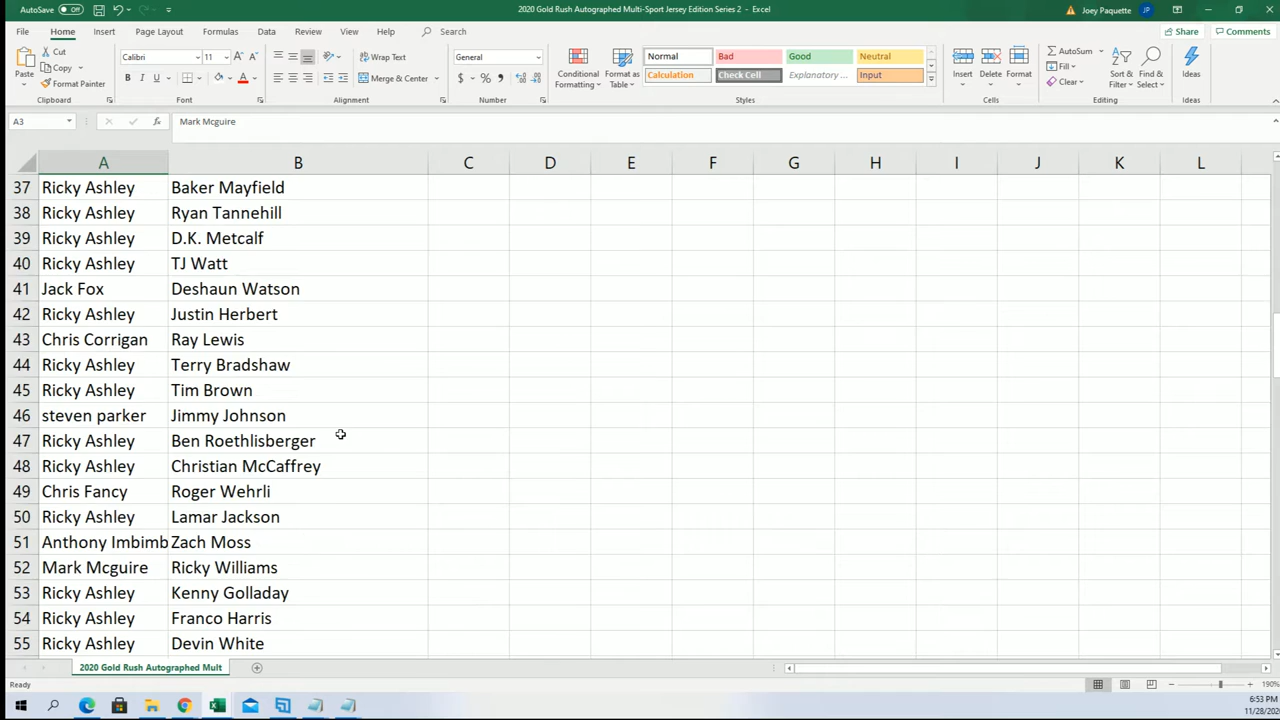 AutoSave Off 2020 Gold Rush Autographed Multi-Sport Jersey Edition Series 2 - Excel Joey Paquette JP
File Home Insert Page Layout Formulas Data Review View Help Search Share Comments
Paste Cut Copy Format Painter Calibri 11 B I U Wrap Text Merge & Center General $ % Conditional Formatting Format as Table Normal Bad Good Neutral Calculation Check Cell Explanatory ... Input Insert Delete Format AutoSum Fill Clear Sort & Filter Find & Select Ideas
Clipboard Font Alignment Number Styles Cells Editing Ideas
A3 fx Mark Mcguire
A B C D E F G H I J K L
37 Ricky Ashley Baker Mayfield
38 Ricky Ashley Ryan Tannehill
39 Ricky Ashley D.K. Metcalf
40 Ricky Ashley TJ Watt
41 Jack Fox Deshaun Watson
42 Ricky Ashley Justin Herbert
43 Chris Corrigan Ray Lewis
44 Ricky Ashley Terry Bradshaw
45 Ricky Ashley Tim Brown
46 steven parker Jimmy Johnson
47 Ricky Ashley Ben Roethlisberger
48 Ricky Ashley Christian McCaffrey
49 Chris Fancy Roger Wehrli
50 Ricky Ashley Lamar Jackson
51 Anthony Imbimb Zach Moss
52 Mark Mcguire Ricky Williams
53 Ricky Ashley Kenny Golladay
54 Ricky Ashley Franco Harris
55 Ricky Ashley Devin White
2020 Gold Rush Autographed Mult
Ready 190%
6:53 PM